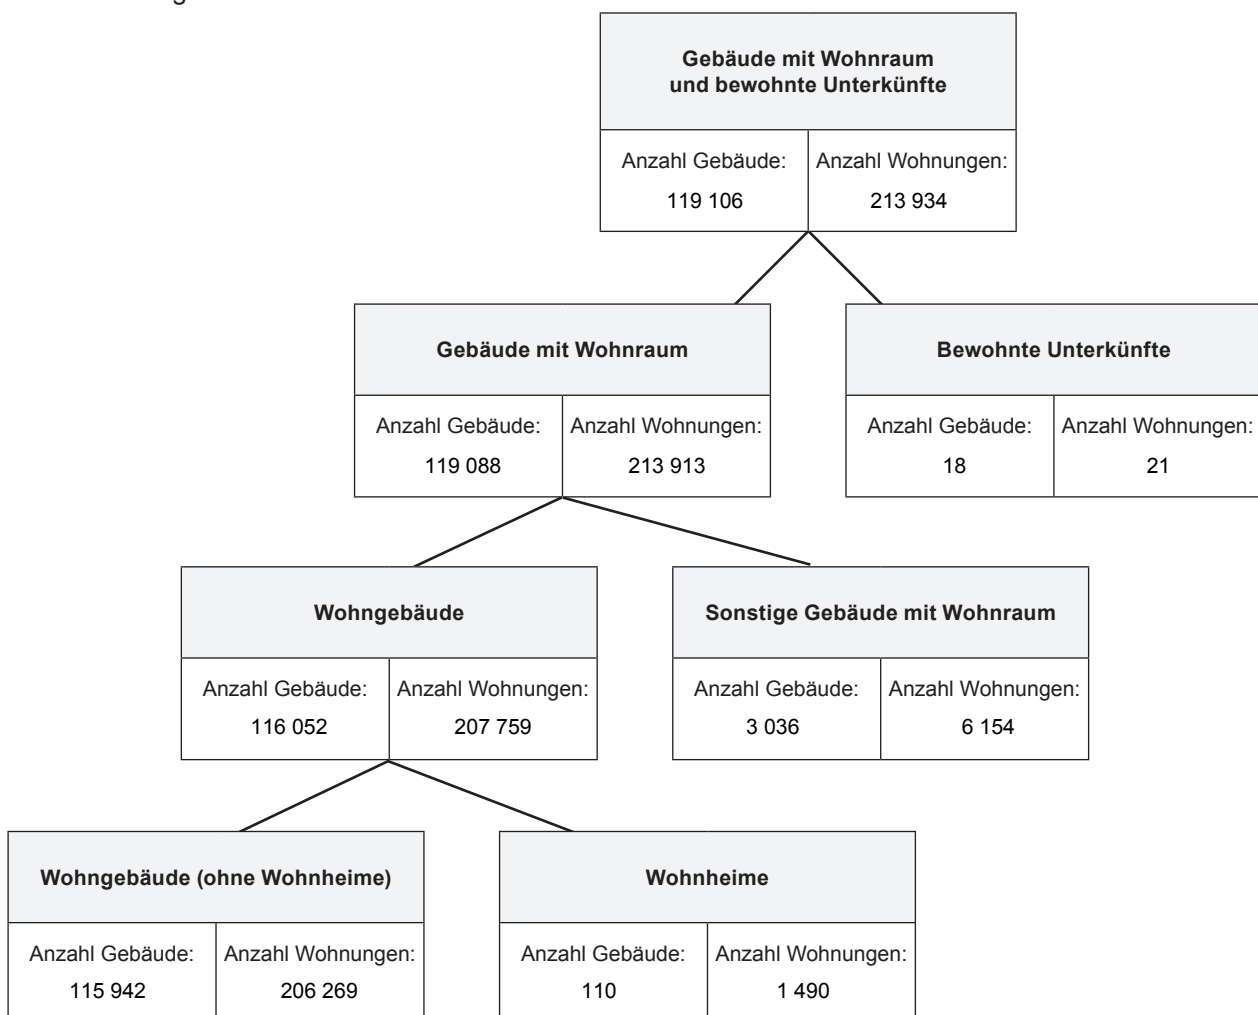 Gebäude mit Wohnraum
und bewohnte Unterkünfte
Anzahl Gebäude: Anzahl Wohnungen:
119 106 213 934
Gebäude mit Wohnraum Bewohnte Unterkünfte
Anzahl Gebäude: Anzahl Wohnungen: Anzahl Gebäude: Anzahl Wohnungen:
119 088 213 913 18 21
Wohngebäude Sonstige Gebäude mit Wohnraum
Anzahl Gebäude: Anzahl Wohnungen: Anzahl Gebäude: Anzahl Wohnungen:
116 052 207 759 3 036 6 154
Wohngebäude (ohne Wohnheime) Wohnheime
Anzahl Gebäude: Anzahl Wohnungen: Anzahl Gebäude: Anzahl Wohnungen:
115 942 206 269 110 1 490